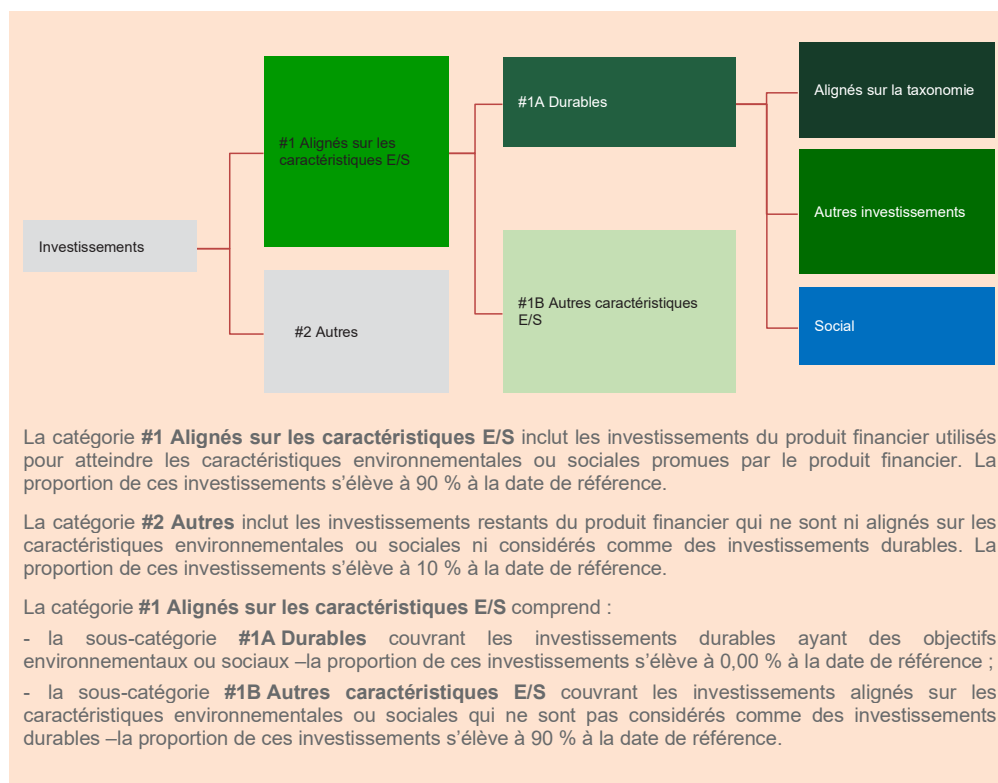 Investissements
#1 Alignés sur les
caractéristiques E/S
#2 Autres
#1A Durables
#1B Autres caractéristiques
E/S
Alignés sur la taxonomie
Autres investissements
Social
La catégorie #1 Alignés sur les caractéristiques E/S inclut les investissements du produit financier utilisés
pour atteindre les caractéristiques environnementales ou sociales promues par le produit financier. La
proportion de ces investissements s’élève à 90 % à la date de référence.
La catégorie #2 Autres inclut les investissements restants du produit financier qui ne sont ni alignés sur les
caractéristiques environnementales ou sociales ni considérés comme des investissements durables. La
proportion de ces investissements s’élève à 10 % à la date de référence.
La catégorie #1 Alignés sur les caractéristiques E/S comprend :
- la sous-catégorie #1A Durables couvrant les investissements durables ayant des objectifs
environnementaux ou sociaux –la proportion de ces investissements s’élève à 0,00 % à la date de référence ;
- la sous-catégorie #1B Autres caractéristiques E/S couvrant les investissements alignés sur les
caractéristiques environnementales ou sociales qui ne sont pas considérés comme des investissements
durables –la proportion de ces investissements s’élève à 90 % à la date de référence.